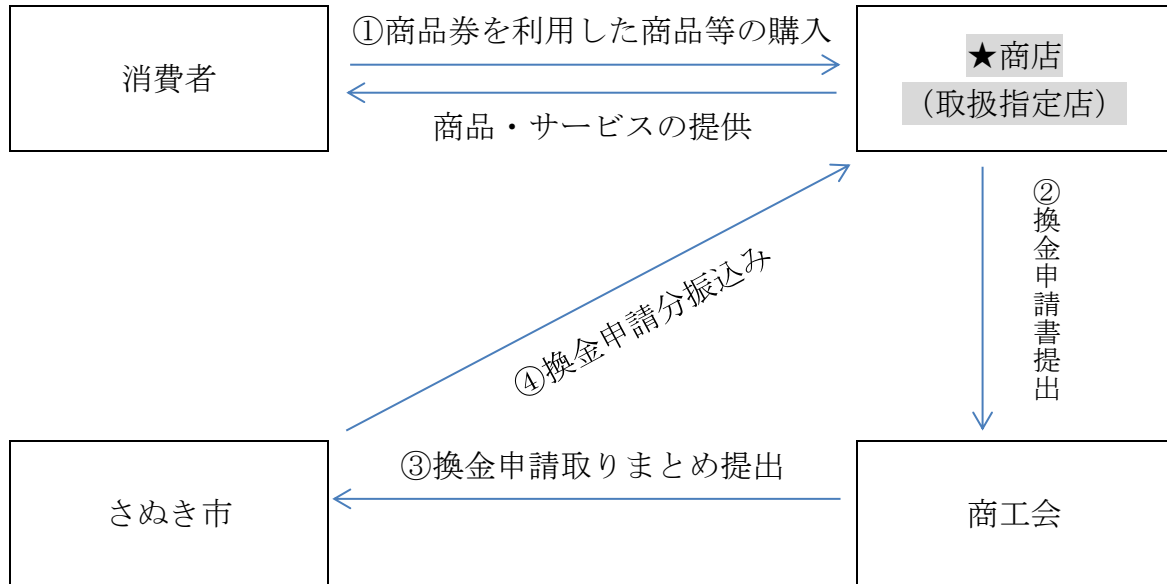 ①商品券を利用した商品等の購入
消費者
★商店
（取扱指定店）
商品・サービスの提供
②換金申請書提出
④換金申請分振込み
③換金申請取りまとめ提出
さぬき市
商工会